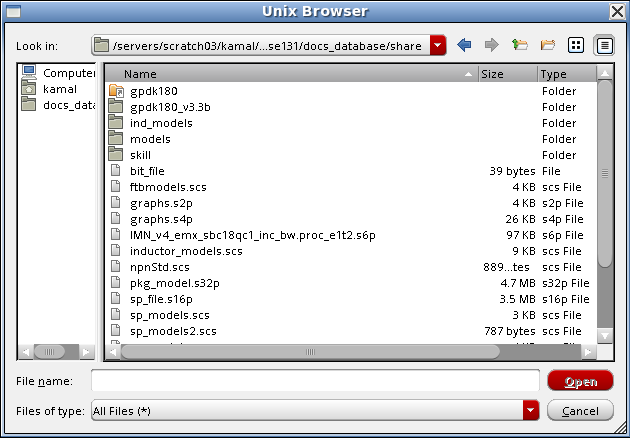 Unix Browser
Look in: /servers/scratch03/kamal/...se131/docs_database/share
Computer
kamal
docs_data
Name Size Type
gpdk180 Folder
gpdk180_v3.3b Folder
ind_models Folder
models Folder
skill Folder
bit_file 39 bytes File
ftbmodels.scs 4 KB scs File
graphs.s2p 4 KB s2p File
graphs.s4p 26 KB s4p File
IMN_v4_emx_sbc18qc1_inc_bw.proc_e1t2.s6p 97 KB s6p File
inductor_models.scs 9 KB scs File
npnStd.scs 889...tes scs File
pkg_model.s32p 4.7 MB s32p File
sp_file.s16p 3.5 MB s16p File
sp_models.scs 3 KB scs File
sp_models2.scs 787 bytes scs File
File name: Open
Files of type: All Files (*) Cancel